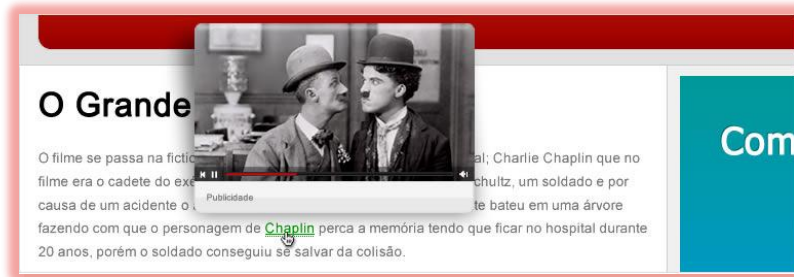 O Grande
Com
O filme se passa na fictíc al; Charlie Chaplin que no
filme era o cadete do exé chultz, um soldado e por
Publicidade
causa de um acidente o te bateu em uma árvore
fazendo com que o personagem de Chaplin perca a memória tendo que ficar no hospital durante
20 anos, porém o soldado conseguiu se salvar da colisão.